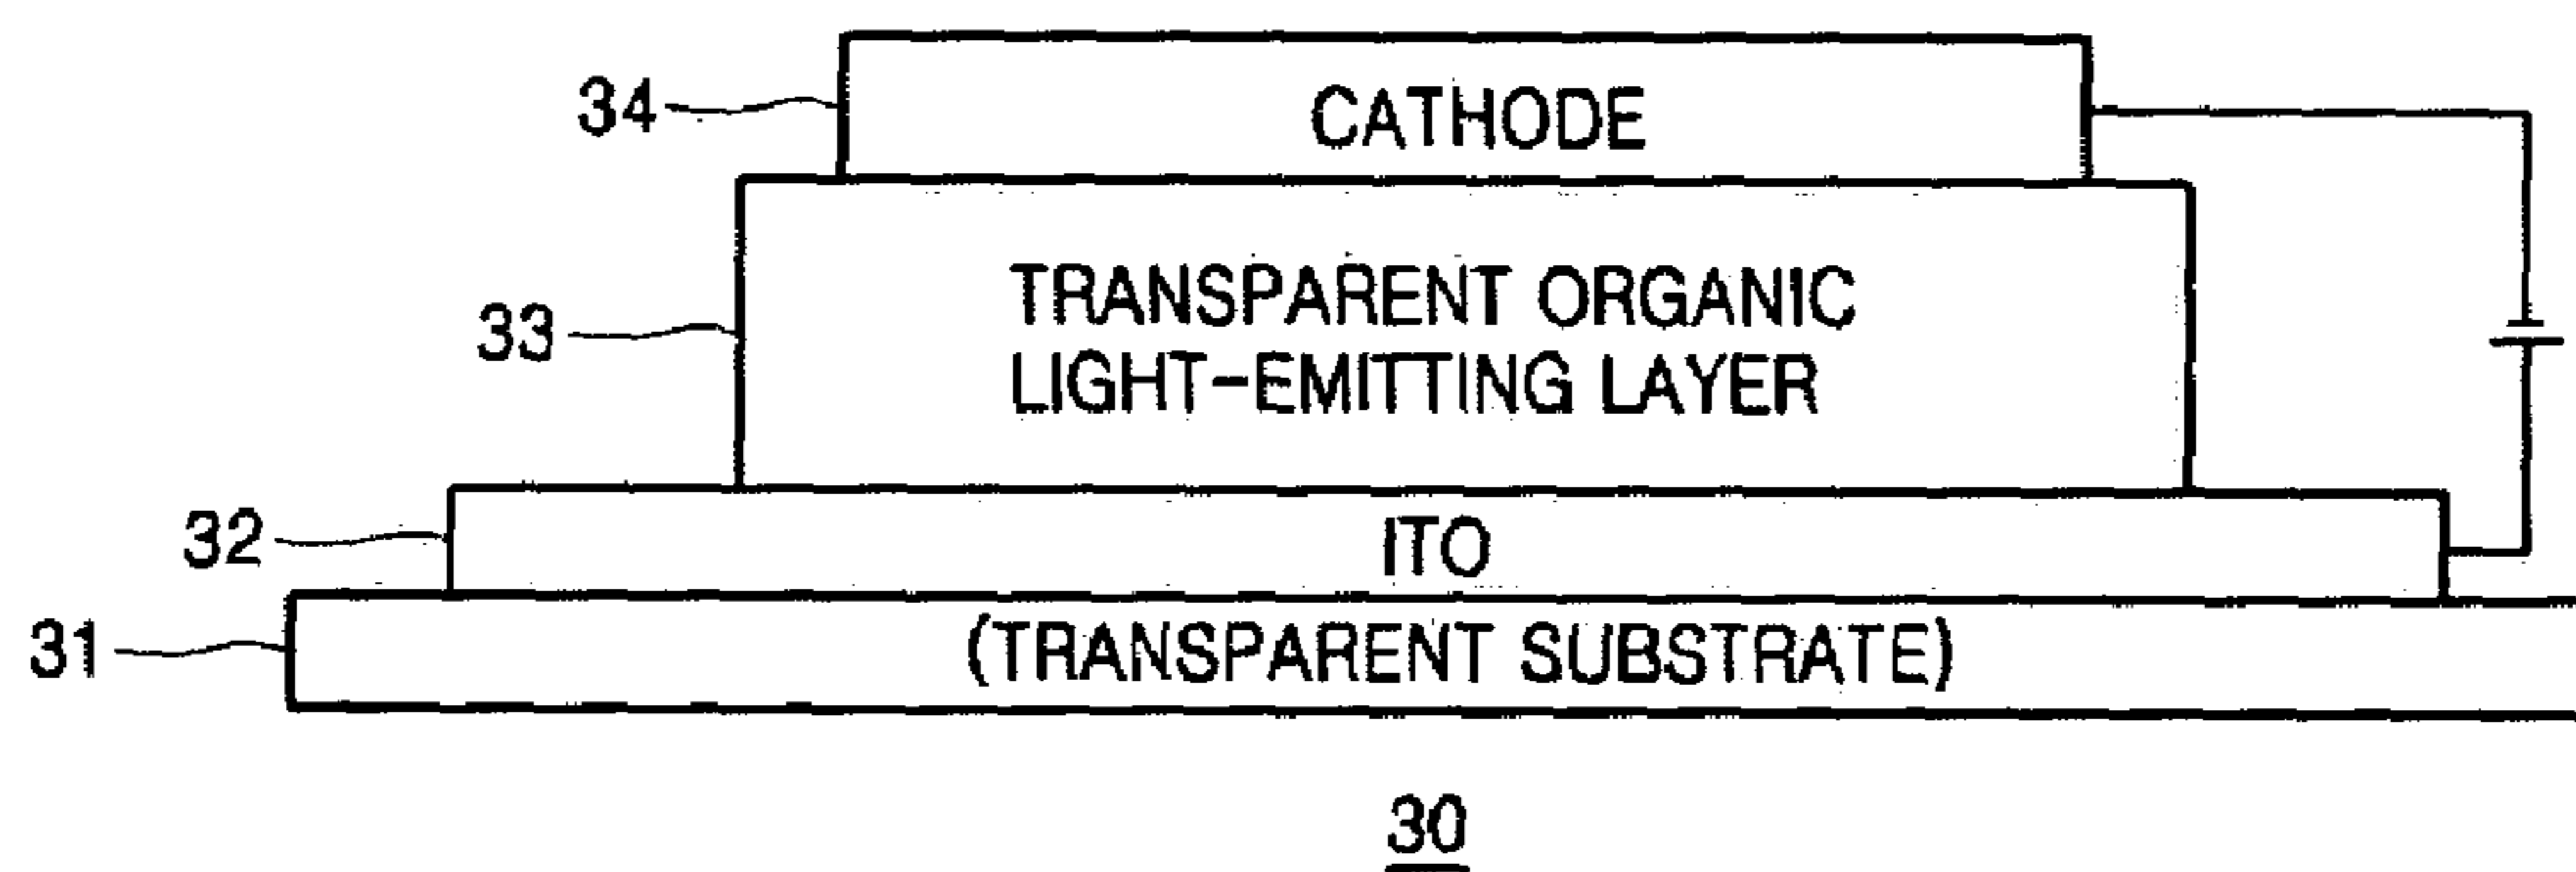 34
CATHODE
33
TRANSPARENT ORGANIC
LIGHT-EMITTING LAYER
32
ITO
31
(TRANSPARENT SUBSTRATE)
30